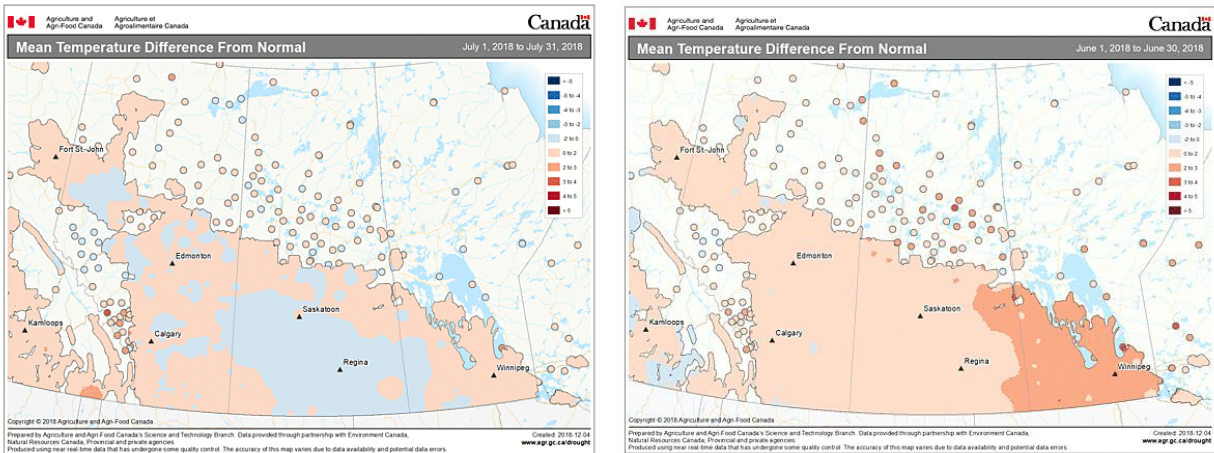 Agriculture and Agri-Food Canada
Agriculture et Agroalimentaire Canada
Canada
Mean Temperature Difference From Normal
July 1, 2018 to July 31, 2018
< -5
-5 to -4
-4 to -3
-3 to -2
-2 to 0
0 to 2
2 to 3
3 to 4
4 to 5
> 5
Fort St. John
Edmonton
Saskatoon
Kamloops
Calgary
Regina
Winnipeg
Copyright © 2018 Agriculture and Agri-Food Canada
Prepared by Agriculture and Agri-Food Canada's Science and Technology Branch. Data provided through partnership with Environment Canada,
Natural Resources Canada, Provincial and private agencies.
Produced using near real-time data that has undergone some quality control. The accuracy of this map varies due to data availability and potential data errors.
Created: 2018-12-04
www.agr.gc.ca/drought
Agriculture and Agri-Food Canada
Agriculture et Agroalimentaire Canada
Canada
Mean Temperature Difference From Normal
June 1, 2018 to June 30, 2018
< -5
-5 to -4
-4 to -3
-3 to -2
-2 to 0
0 to 2
2 to 3
3 to 4
4 to 5
> 5
Fort St. John
Edmonton
Saskatoon
Kamloops
Calgary
Regina
Winnipeg
Copyright © 2018 Agriculture and Agri-Food Canada
Prepared by Agriculture and Agri-Food Canada's Science and Technology Branch. Data provided through partnership with Environment Canada,
Natural Resources Canada, Provincial and private agencies.
Produced using near real-time data that has undergone some quality control. The accuracy of this map varies due to data availability and potential data errors.
Created: 2018-12-04
www.agr.gc.ca/drought